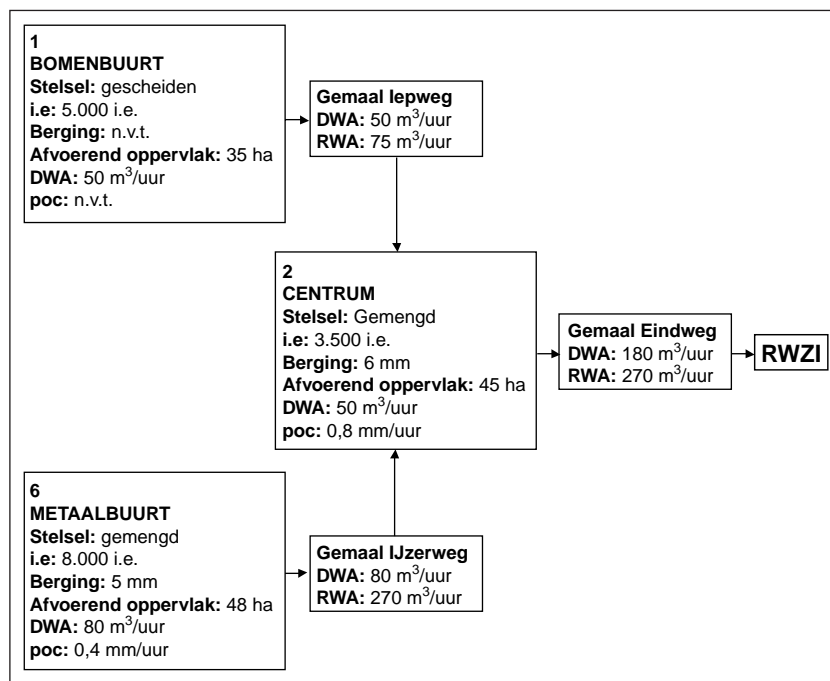 1
BOMENBUURT
Stelsel: gescheiden
i.e: 5.000 i.e.
Berging: n.v.t.
Afvoerend oppervlak: 35 ha
DWA: 50 m³/uur
poc: n.v.t.
Gemaal Iepweg
DWA: 50 m³/uur
RWA: 75 m³/uur
2
CENTRUM
Stelsel: Gemengd
i.e: 3.500 i.e.
Berging: 6 mm
Afvoerend oppervlak: 45 ha
DWA: 50 m³/uur
poc: 0,8 mm/uur
Gemaal Eindweg
DWA: 180 m³/uur
RWA: 270 m³/uur
RWZI
6
METAALBUURT
Stelsel: gemengd
i.e: 8.000 i.e.
Berging: 5 mm
Afvoerend oppervlak: 48 ha
DWA: 80 m³/uur
poc: 0,4 mm/uur
Gemaal IJzerweg
DWA: 80 m³/uur
RWA: 270 m³/uur